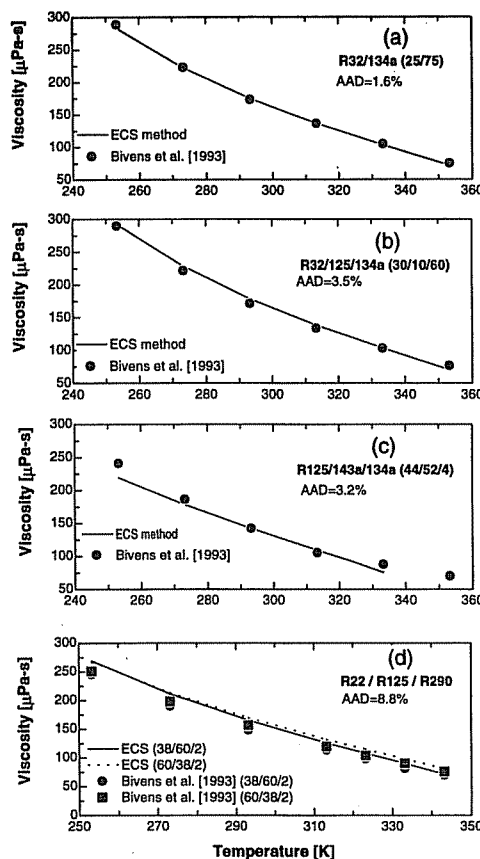 300
(a)
250
R32/134a (25/75)
200
AAD=1.6%
150
100
ECS method
Bivens et al. [1993]
50
240 260 280 300 320 340 360
Viscosity [µPa-s]
300
(b)
250
R32/125/134a (30/10/60)
200
AAD=3.5%
150
100
ECS method
Bivens et al. [1993]
50
240 260 280 300 320 340 360
Viscosity [µPa-s]
300
(c)
250
R125/143a/134a (44/52/4)
200
AAD=3.2%
150
100
ECS method
Bivens et al. [1993]
50
240 260 280 300 320 340 360
Viscosity [µPa-s]
300
(d)
250
R22 / R125 / R290
200
AAD=8.8%
150
ECS (38/60/2)
100
ECS (60/38/2)
50
Bivens et al. [1993] (38/60/2)
Bivens et al. [1993] (60/38/2)
0
250 260 270 280 290 300 310 320 330 340 350
Viscosity [µPa-s]
Temperature [K]